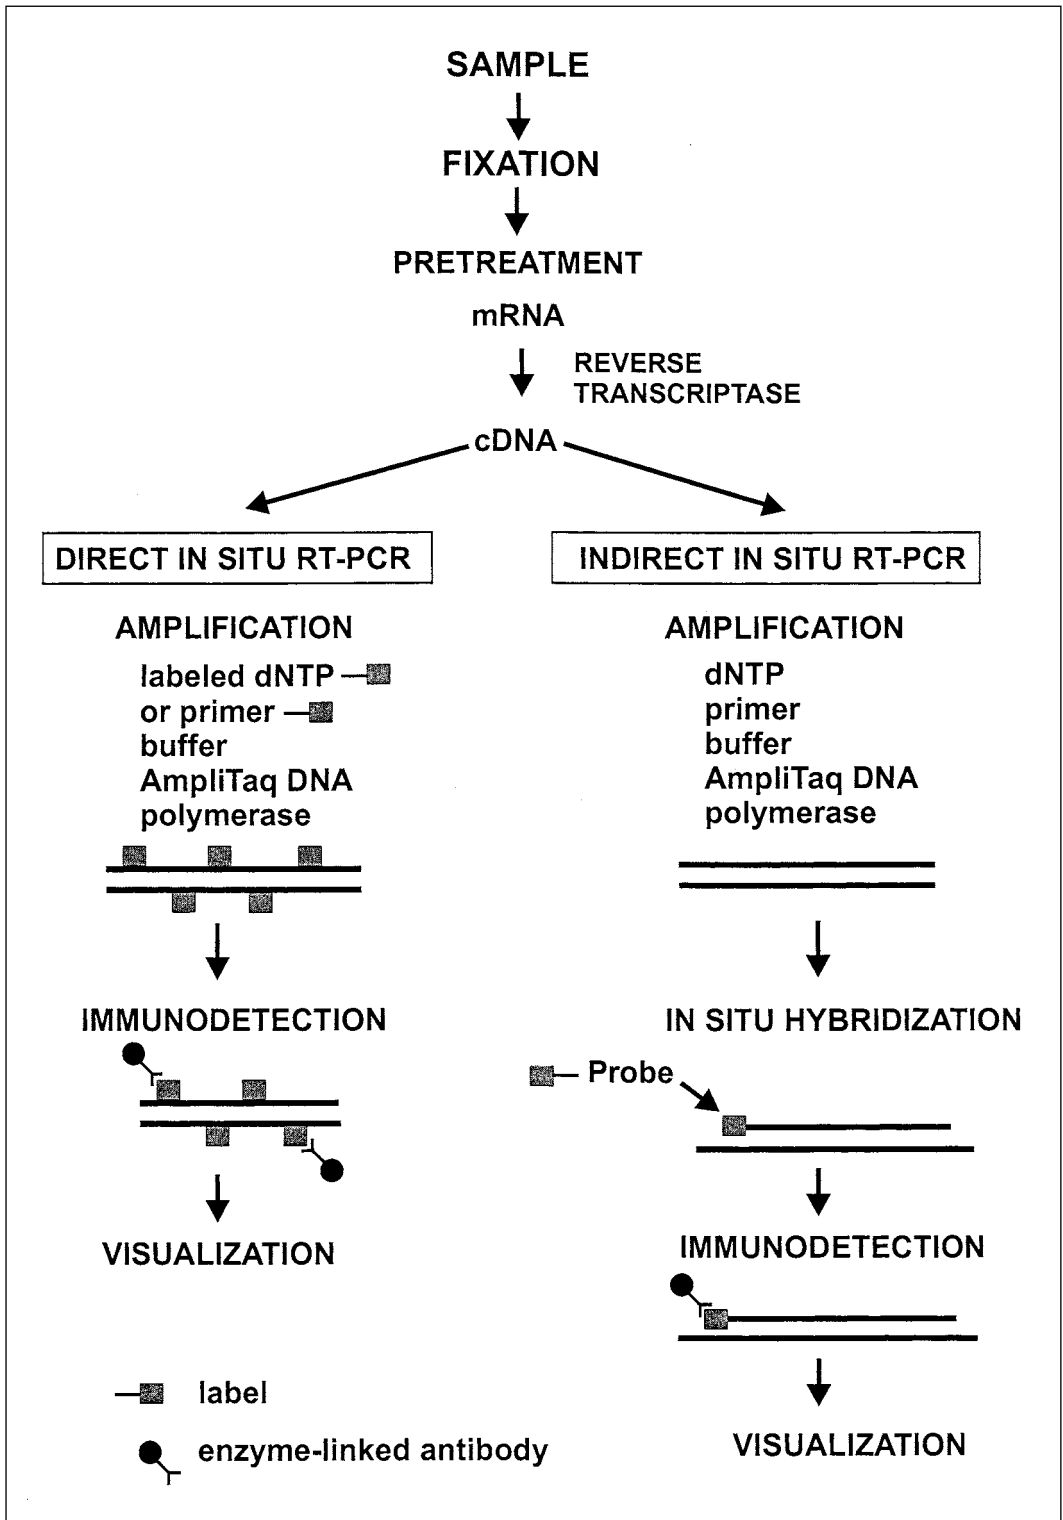 SAMPLE
FIXATION
PRETREATMENT
mRNA
REVERSE
TRANSCRIPTASE
cDNA
DIRECT IN SITU RT-PCR
AMPLIFICATION
labeled dNTP
or primer
buffer
AmpliTaq DNA
polymerase
IMMUNODETECTION
VISUALIZATION
INDIRECT IN SITU RT-PCR
AMPLIFICATION
dNTP
primer
buffer
AmpliTaq DNA
polymerase
IN SITU HYBRIDIZATION
Probe
IMMUNODETECTION
VISUALIZATION
label
enzyme-linked antibody